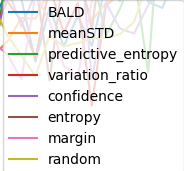 BALD
meanSTD
predictive_entropy
variation_ratio
confidence
entropy
margin
random